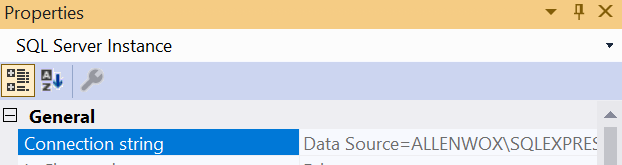 Properties
SQL Server Instance
General
Connection string Data Source=ALLENWOX\SQLEXPRES